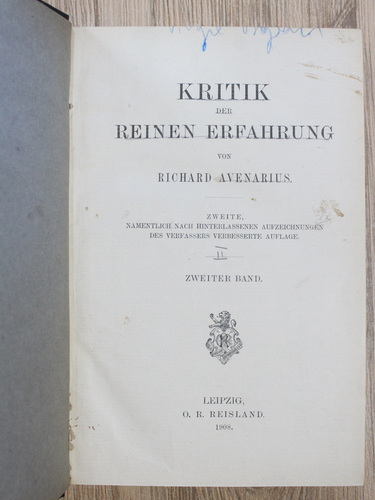 KRITIK
DER
REINEN ERFAHRUNG
VON
RICHARD AVENARIUS.
ZWEITE,
NAMENTLICH NACH HINTERLASSENEN AUFZEICHNUNGEN
DES VERFASSERS VERBESSERTE AUFLAGE.
II.
ZWEITER BAND.
LEIPZIG,
O. R. REISLAND.
1908.